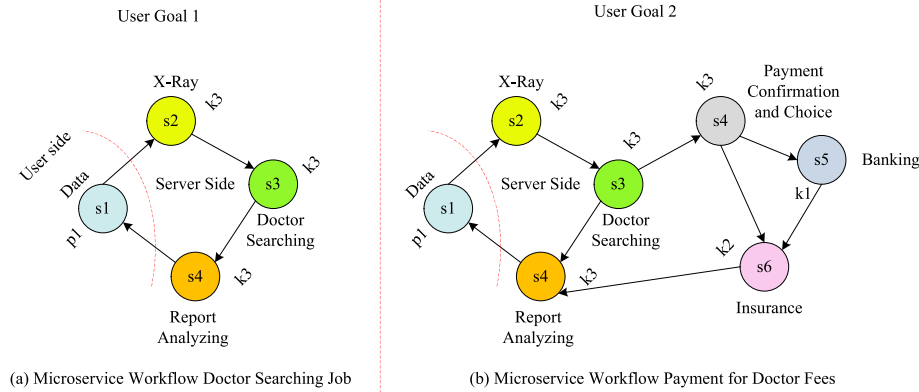 User Goal 1
X-Ray
k3
s2
User side
Data
Server Side
k3
s3
s1
p1
Doctor
Searching
s4
k3
Report
Analyzing
(a) Microservice Workflow Doctor Searching Job
User Goal 2
X-Ray
k3
s2
Data
Server Side
k3
s3
s1
p1
Doctor
Searching
s4
k3
Report
Analyzing
k3
s4
Payment
Confirmation
and Choice
s5
Banking
k1
k2
s6
Insurance
(b) Microservice Workflow Payment for Doctor Fees